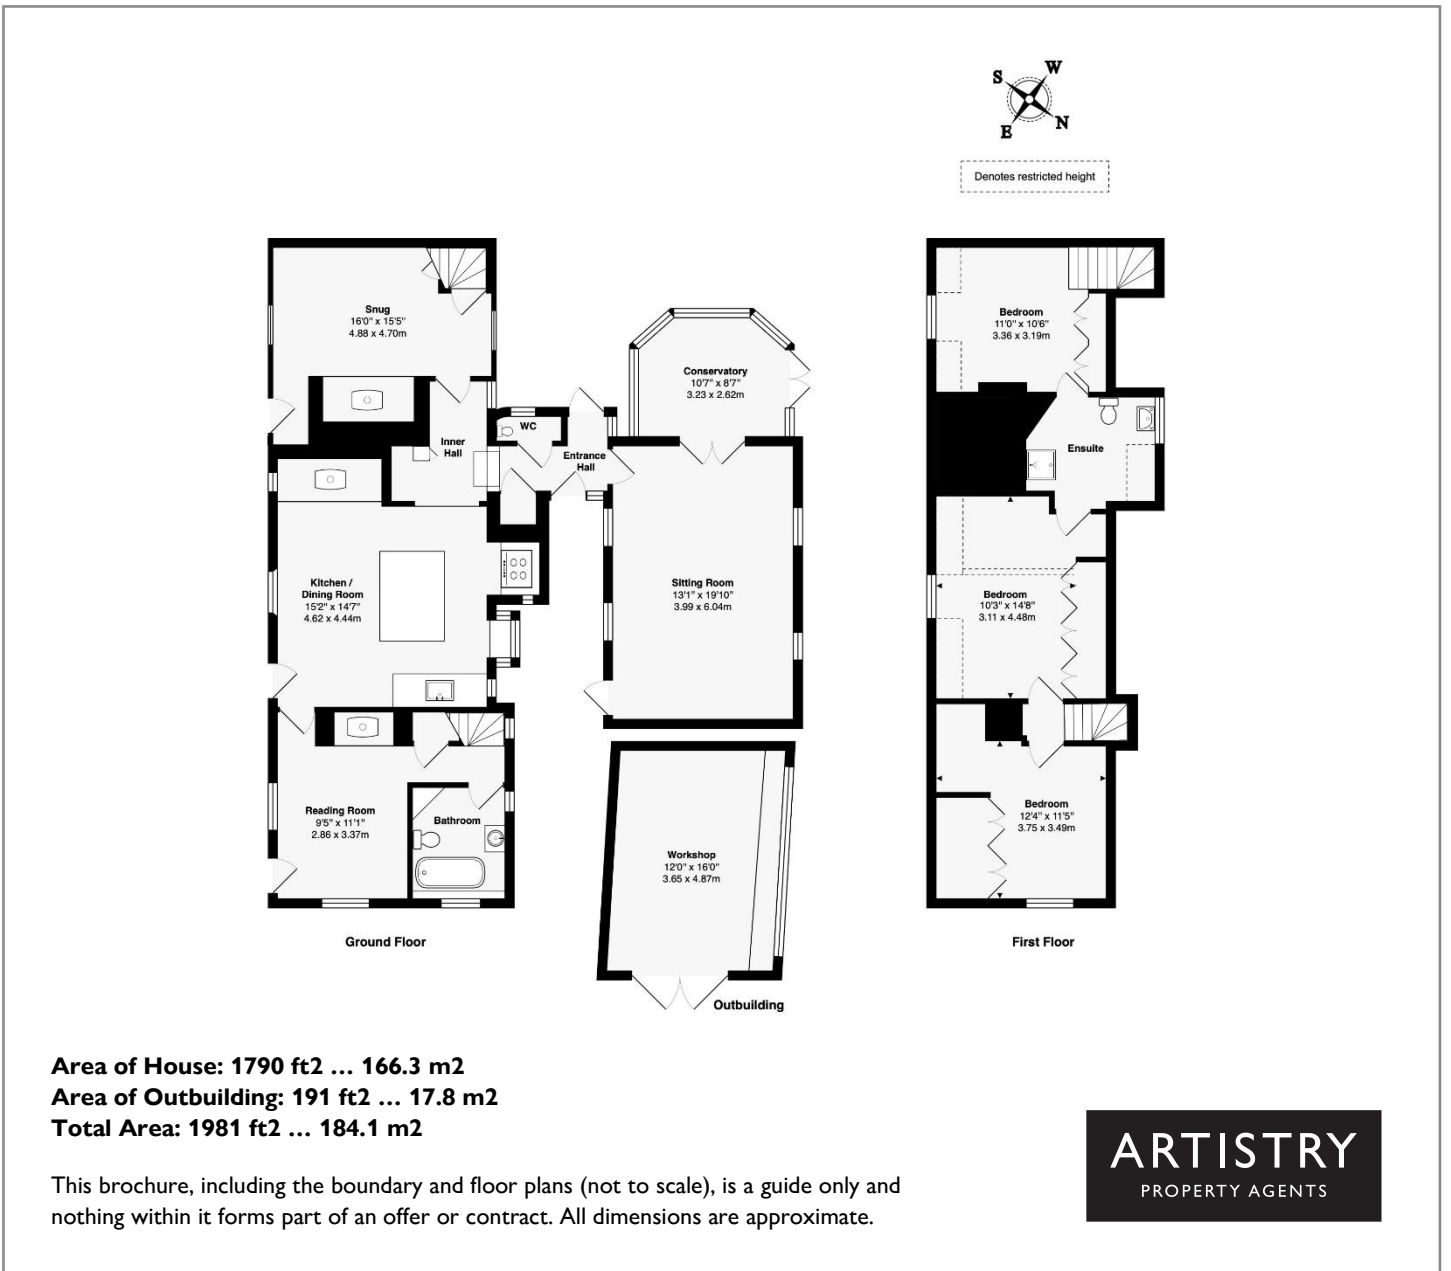 S
W
E
N
Denotes restricted height
Snug
16'0" x 15'5"
4.88 x 4.70m
Conservatory
10'7" x 8'7"
3.23 x 2.62m
WC
Inner
Hall
Entrance
Hall
Kitchen /
Dining Room
15'2" x 14'7"
4.62 x 4.44m
Sitting Room
13'1" x 19'10"
3.99 x 6.04m
Reading Room
9'5" x 11'1"
2.86 x 3.37m
Bathroom
Workshop
12'0" x 16'0"
3.65 x 4.87m
Ground Floor
Outbuilding
Bedroom
11'0" x 10'6"
3.36 x 3.19m
Ensuite
Bedroom
10'3" x 14'8"
3.11 x 4.48m
Bedroom
12'4" x 11'5"
3.75 x 3.49m
First Floor
Area of House: 1790 ft2 ... 166.3 m2
Area of Outbuilding: 191 ft2 ... 17.8 m2
Total Area: 1981 ft2 ... 184.1 m2
This brochure, including the boundary and floor plans (not to scale), is a guide only and
nothing within it forms part of an offer or contract. All dimensions are approximate.
ARTISTRY
PROPERTY AGENTS